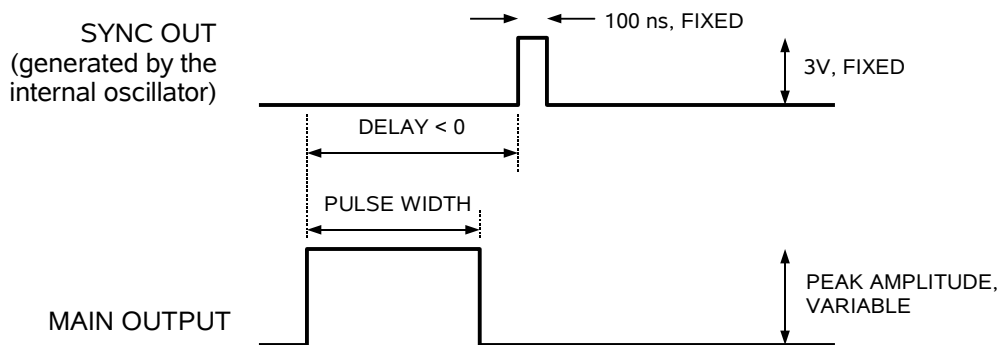 100 ns, FIXED
SYNC OUT
(generated by the
internal oscillator)
3V, FIXED
DELAY < 0
PULSE WIDTH
PEAK AMPLITUDE,
VARIABLE
MAIN OUTPUT